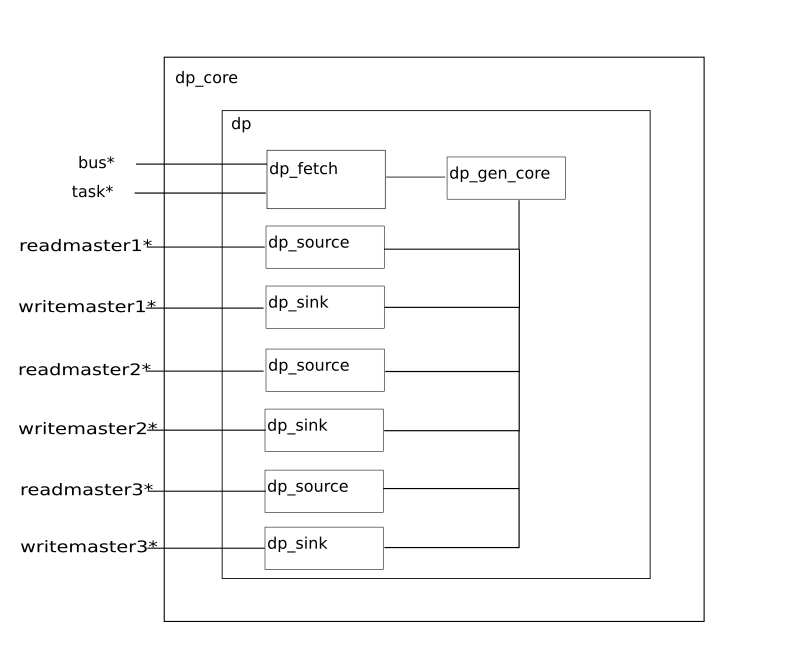 dp_core
dp
bus*
dp_fetch
dp_gen_core
task*
readmaster1*
dp_source
writemaster1*
dp_sink
readmaster2*
dp_source
writemaster2*
dp_sink
readmaster3*
dp_source
writemaster3*
dp_sink